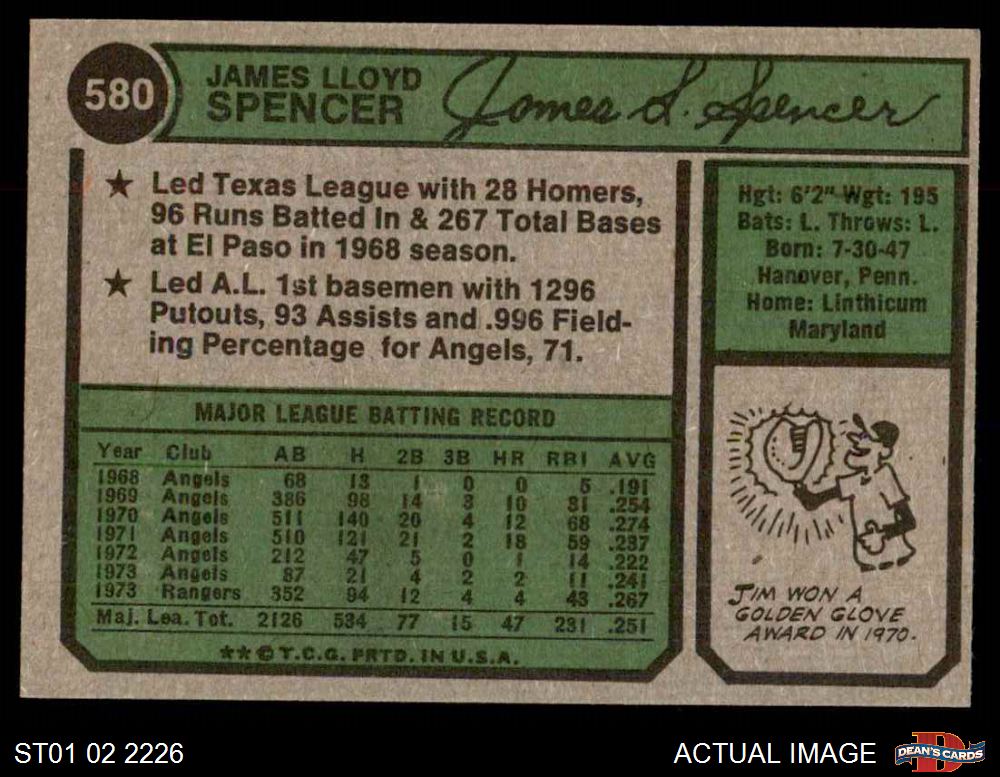 580
JAMES LLOYD
SPENCER
James L. Spencer
★ Led Texas League with 28 Homers,
96 Runs Batted In & 267 Total Bases
at El Paso in 1968 season.
★ Led A.L. 1st basemen with 1296
Putouts, 93 Assists and .996 Field-
ing Percentage for Angels, 71.
Hgt: 6'2" Wgt: 195
Bats: L. Throws: L.
Born: 7-30-47
Hanover, Penn.
Home: Linthicum
Maryland
MAJOR LEAGUE BATTING RECORD
Year Club AB H 2B 3B HR RBI AVG
1968 Angels 68 13 1 0 0 5 .191
1969 Angels 386 98 14 3 10 31 .254
1970 Angels 511 140 20 4 12 68 .274
1971 Angels 510 121 21 2 18 59 .237
1972 Angels 212 47 5 0 1 14 .222
1973 Angels 87 21 4 2 2 11 .241
1973 Rangers 352 94 12 4 4 43 .267
Maj. Lea. Tot. 2126 534 77 15 47 231 .251
**© T.C.G. PRTD. IN U.S.A.
JIM WON A
GOLDEN GLOVE
AWARD IN 1970.
ST01 02 2226
ACTUAL IMAGE
DEAN'S CARDS